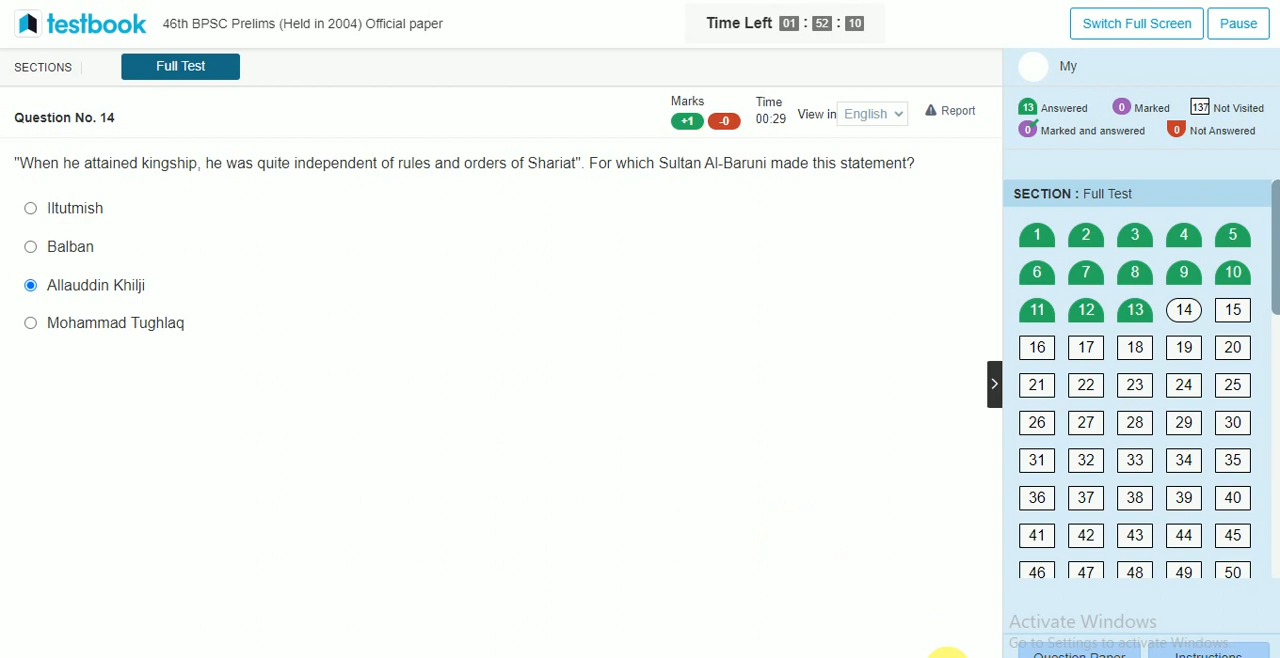 testbook 46th BPSC Prelims (Held in 2004) Official paper Time Left 01 : 52 : 10 Switch Full Screen Pause
SECTIONS Full Test My
Marks Time
Question No. 14 +1 -0 00:29 View in English Report
13 Answered 0 Marked 137 Not Visited
0 Marked and answered 0 Not Answered
"When he attained kingship, he was quite independent of rules and orders of Shariat". For which Sultan Al-Baruni made this statement?
Iltutmish
Balban
Allauddin Khilji
Mohammad Tughlaq
SECTION : Full Test
1 2 3 4 5
6 7 8 9 10
11 12 13 14 15
16 17 18 19 20
21 22 23 24 25
26 27 28 29 30
31 32 33 34 35
36 37 38 39 40
41 42 43 44 45
46 47 48 49 50
Activate Windows
Go to Settings to activate Windows.
Question Paper Instructions